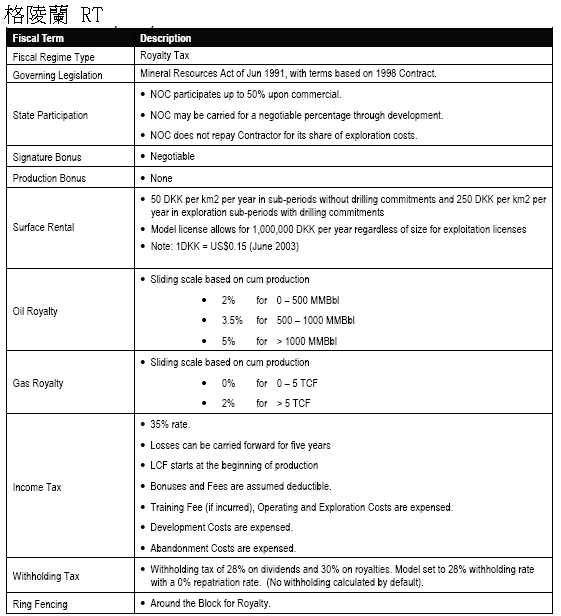 格陵蘭 RT
Fiscal Term Description
Fiscal Regime Type Royalty Tax
Governing Legislation Mineral Resources Act of Jun 1991, with terms based on 1998 Contract.
State Participation
• NOC participates up to 50% upon commercial.
• NOC may be carried for a negotiable percentage through development.
• NOC does not repay Contractor for its share of exploration costs.
Signature Bonus • Negotiable
Production Bonus • None
Surface Rental
• 50 DKK per km2 per year in sub-periods without drilling commitments and 250 DKK per km2 per
year in exploration sub-periods with drilling commitments
• Model license allows for 1,000,000 DKK per year regardless of size for exploitation licenses
• Note: 1DKK = US$0.15 (June 2003)
Oil Royalty
• Sliding scale based on cum production
• 2% for 0 – 500 MMBbl
• 3.5% for 500 – 1000 MMBbl
• 5% for > 1000 MMBbl
Gas Royalty
• Sliding scale based on cum production
• 0% for 0 – 5 TCF
• 2% for > 5 TCF
Income Tax
• 35% rate.
• Losses can be carried forward for five years
• LCF starts at the beginning of production
• Bonuses and Fees are assumed deductible.
• Training Fee (if incurred), Operating and Exploration Costs are expensed.
• Development Costs are expensed.
• Abandonment Costs are expensed.
Withholding Tax
• Withholding tax of 28% on dividends and 30% on royalties. Model set to 28% withholding rate
with a 0% repatriation rate. (No withholding calculated by default).
Ring Fencing • Around the Block for Royalty.